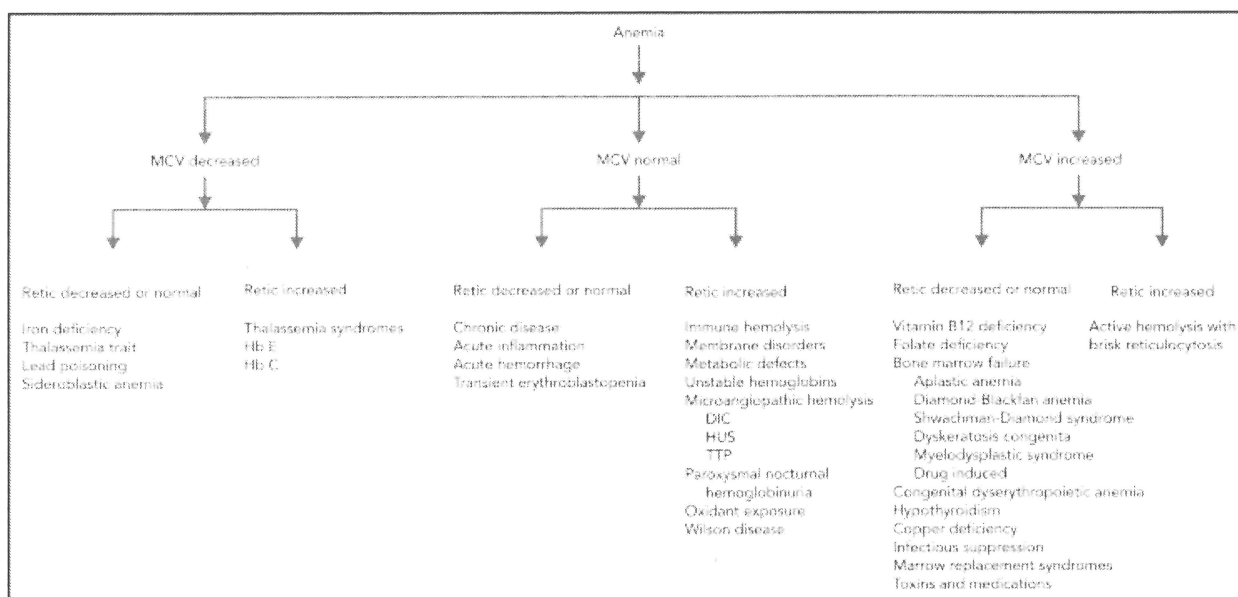 Anemia
MCV decreased
MCV normal
MCV increased
Retic decreased or normal
Iron deficiency
Thalassemia trait
Lead poisoning
Sideroblastic anemia
Retic increased
Thalassemia syndromes
Hb E
Hb C
Retic decreased or normal
Chronic disease
Acute inflammation
Acute hemorrhage
Transient erythroblastopenia
Retic increased
Immune hemolysis
Membrane disorders
Metabolic defects
Unstable hemoglobins
Microangiopathic hemolysis
DIC
HUS
TTP
Paroxysmal nocturnal
hemoglobinuria
Oxidant exposure
Wilson disease
Retic decreased or normal
Vitamin B12 deficiency
Folate deficiency
Bone marrow failure
Aplastic anemia
Diamond-Blackfan anemia
Shwachman-Diamond syndrome
Dyskeratosis congenita
Myelodysplastic syndrome
Drug induced
Congenital dyserythropoietic anemia
Hypothyroidism
Copper deficiency
Infectious suppression
Marrow replacement syndromes
Toxins and medications
Retic increased
Active hemolysis with
brisk reticulocytosis